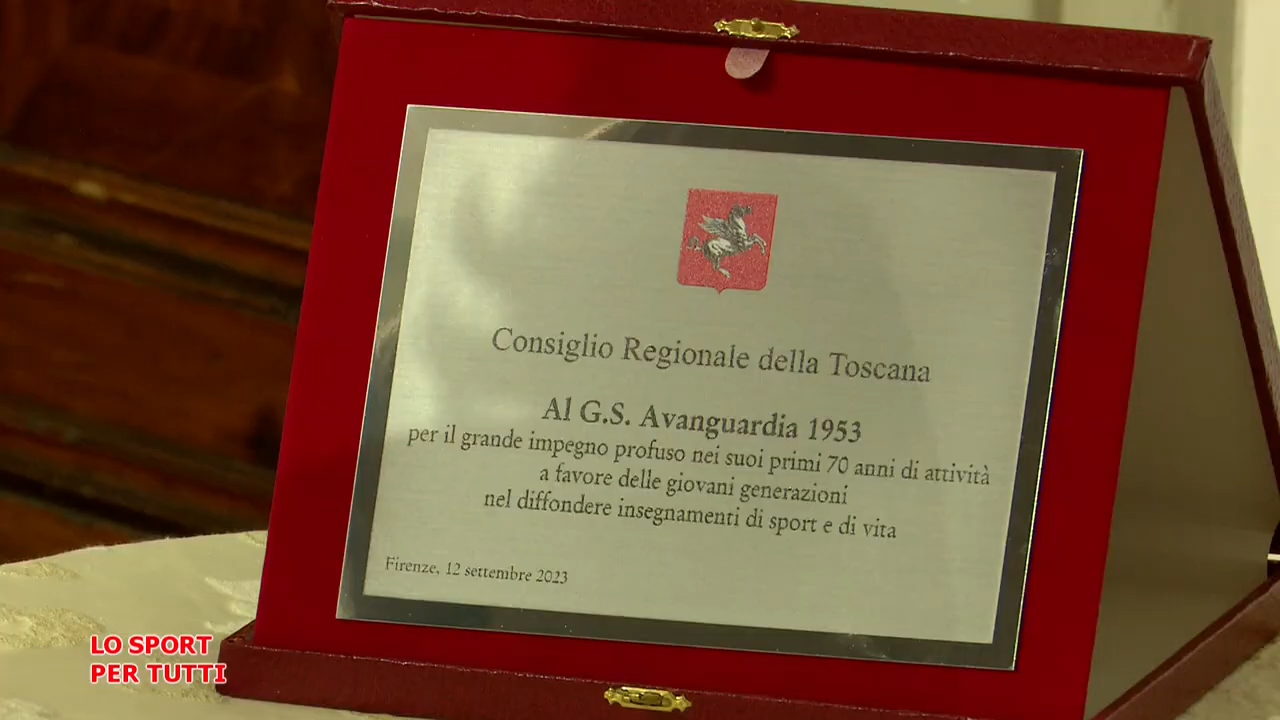 Consiglio Regionale della Toscana
Al G.S. Avanguardia 1953
per il grande impegno profuso nei suoi primi 70 anni di attività
a favore delle giovani generazioni
nel diffondere insegnamenti di sport e di vita
Firenze, 12 settembre 2023
LO SPORT
PER TUTTI